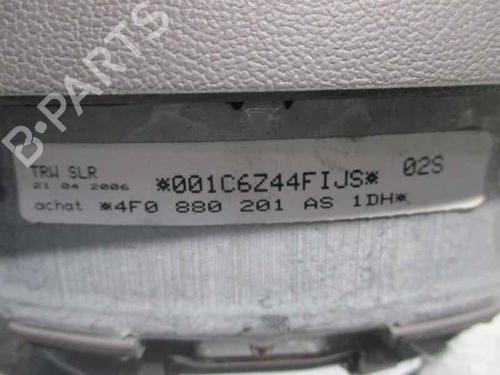 B-PARTS
TRW SLR
21 04 2006 *001C6Z44FIJS* 02S
achat *4F0 880 201 AS 1DH*